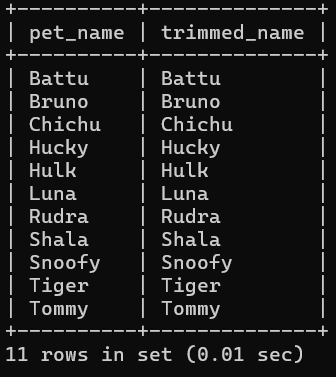 +----------+--------------+
| pet_name | trimmed_name |
+----------+--------------+
| Battu    | Battu        |
| Bruno    | Bruno        |
| Chichu   | Chichu       |
| Hucky    | Hucky        |
| Hulk     | Hulk         |
| Luna     | Luna         |
| Rudra    | Rudra        |
| Shala    | Shala        |
| Snoofy   | Snoofy       |
| Tiger    | Tiger        |
| Tommy    | Tommy        |
+----------+--------------+
11 rows in set (0.01 sec)